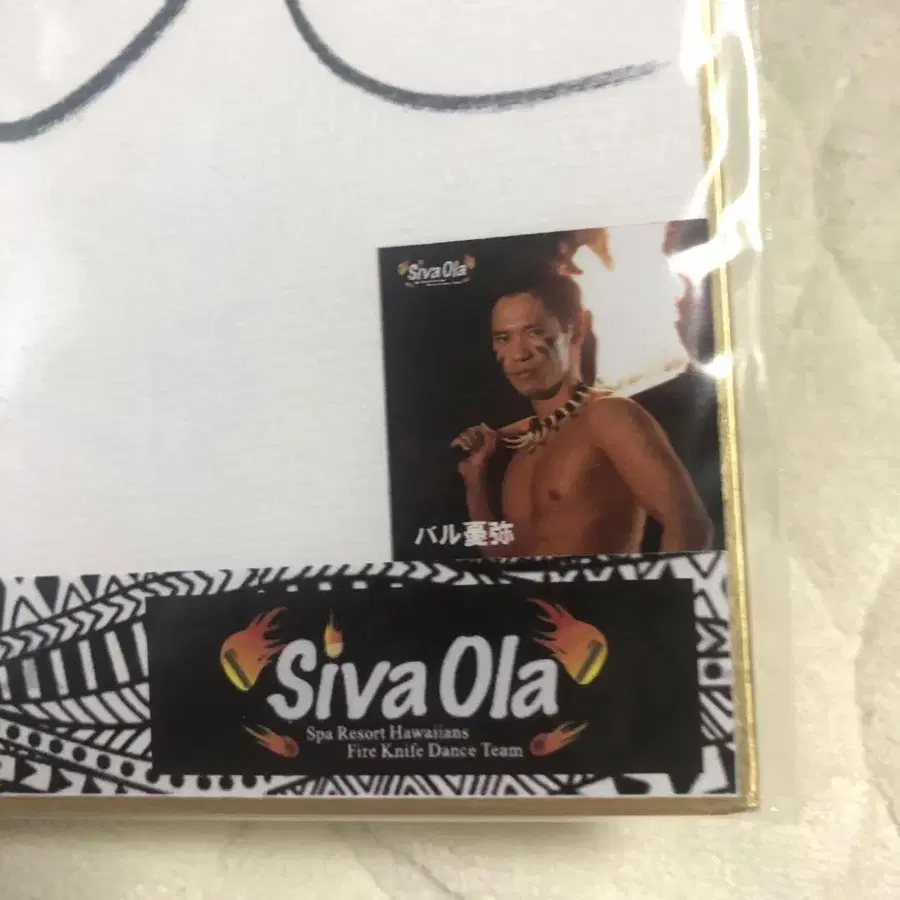 Siva Ola
バル憂弥
Siva Ola
Spa Resort Hawaiians
Fire Knife Dance Team